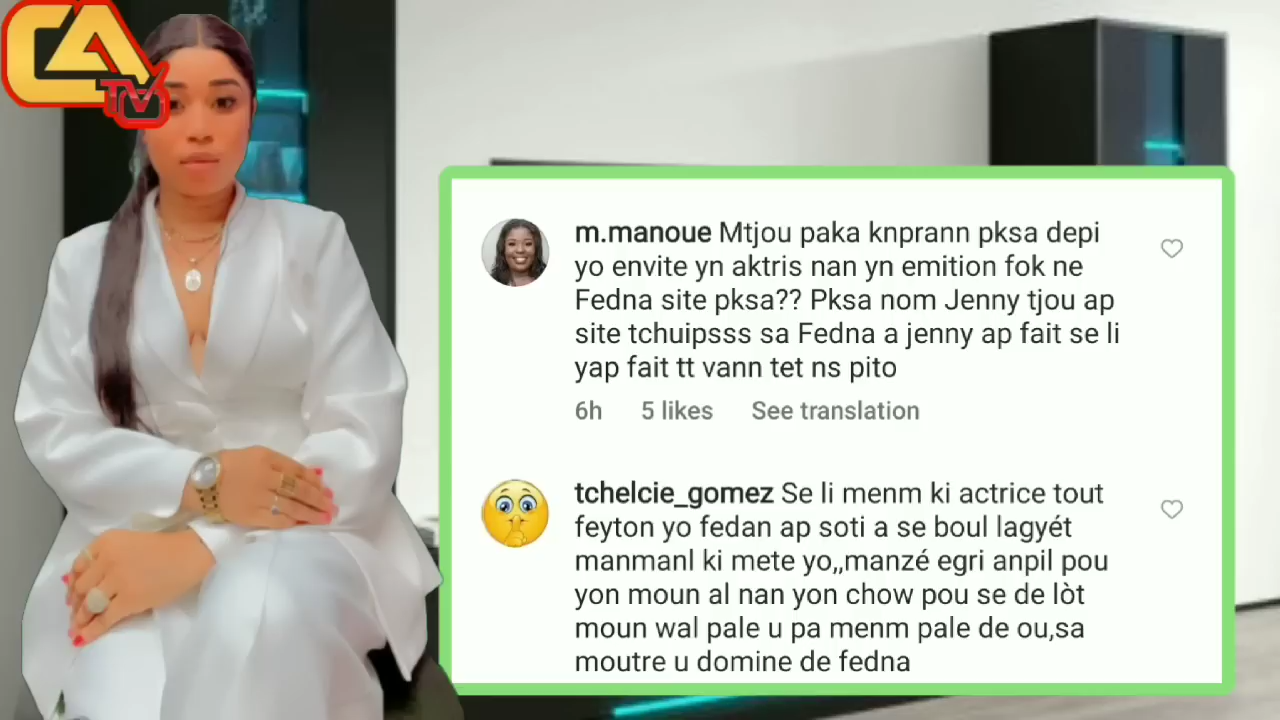 CA
TV
m.manoue Mtjou paka knprann pksa depi
yo envite yn aktris nan yn emition fok ne
Fedna site pksa?? Pksa nom Jenny tjou ap
site tchuipsss sa Fedna a jenny ap fait se li
yap fait tt vann tet ns pito
6h 5 likes See translation
tchelcie_gomez Se li menm ki actrice tout
feyton yo fedan ap soti a se boul lagyét
manmanl ki mete yo,,manzé egri anpil pou
yon moun al nan yon chow pou se de lòt
moun wal pale u pa menm pale de ou,sa
moutre u domine de fedna